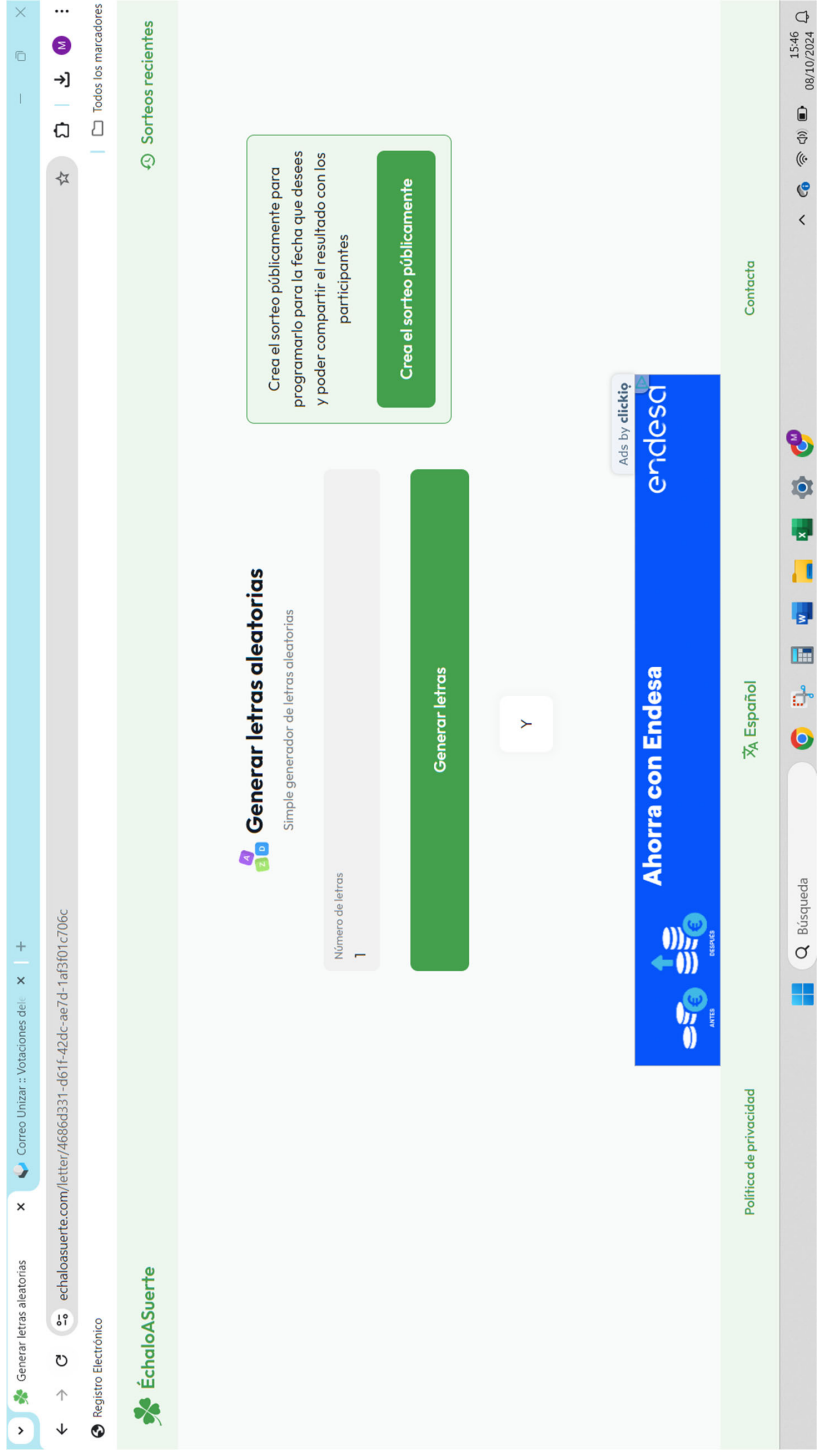 Generar letras aleatorias
Correo Unizar :: Votaciones dele
echaloasuerte.com/letter/4686d331-d61f-42dc-ae7d-1af3f01c706c
M
Registro Electrónico
Todos los marcadores
ÉchaloASuerte
Sorteos recientes
A
Z D
Generar letras aleatorias
Simple generador de letras aleatorias
Número de letras
1
Generar letras
Y
Crea el sorteo públicamente para
programarlo para la fecha que desees
y poder compartir el resultado con los
participantes
Crea el sorteo públicamente
Ads by clickio
ANTES
DESPUÉS
Ahorra con Endesa
endesa
Política de privacidad
Español
Contacta
Búsqueda
15:46
08/10/2024